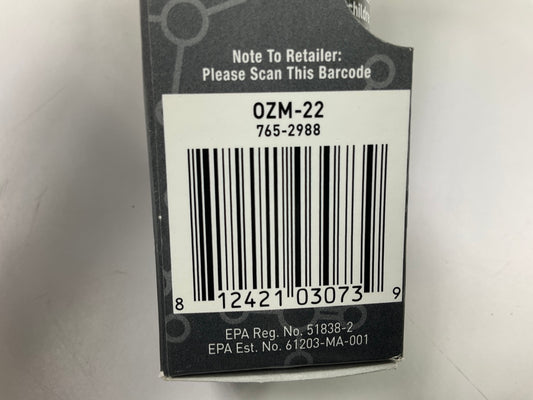 childre
Note To Retailer:
Please Scan This Barcode
OZM-22
765-2988
8 12421 03073 9
EPA Reg. No. 51838-2
EPA Est. No. 61203-MA-001